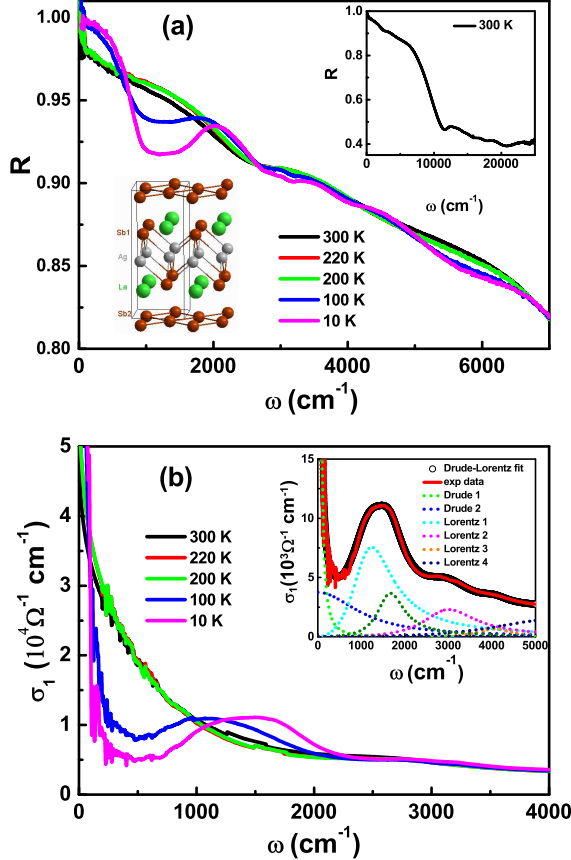 (a)
R
1.00
0.95
0.90
0.85
0.80
0 2000 4000 6000
ω (cm-1)
300 K
220 K
200 K
100 K
10 K
Sb1
Ag
La
Sb2
R
1.0
0.8
0.6
0.4
0 10000 20000
ω (cm-1)
300 K
(b)
σ1 (10⁴Ω-1 cm-1)
5
4
3
2
1
0
0 1000 2000 3000 4000
ω (cm-1)
300 K
220 K
200 K
100 K
10 K
σ1 (10³Ω-1 cm-1)
15
10
5
0
0 1000 2000 3000 4000 5000
ω (cm-1)
Drude-Lorentz fit
exp data
Drude 1
Drude 2
Lorentz 1
Lorentz 2
Lorentz 3
Lorentz 4